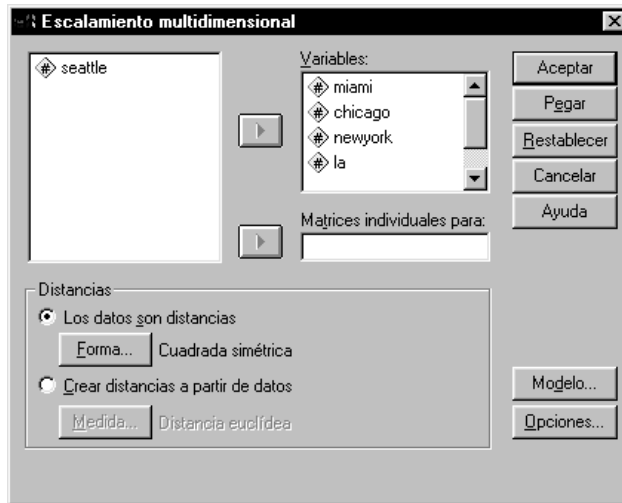 Escalamiento multidimensional
seattle
Variables:
miami
chicago
newyork
la
Matrices individuales para:
Aceptar
Pegar
Restablecer
Cancelar
Ayuda
Distancias
Los datos son distancias
Forma... Cuadrada simétrica
Crear distancias a partir de datos
Medida... Distancia euclídea
Modelo...
Opciones...